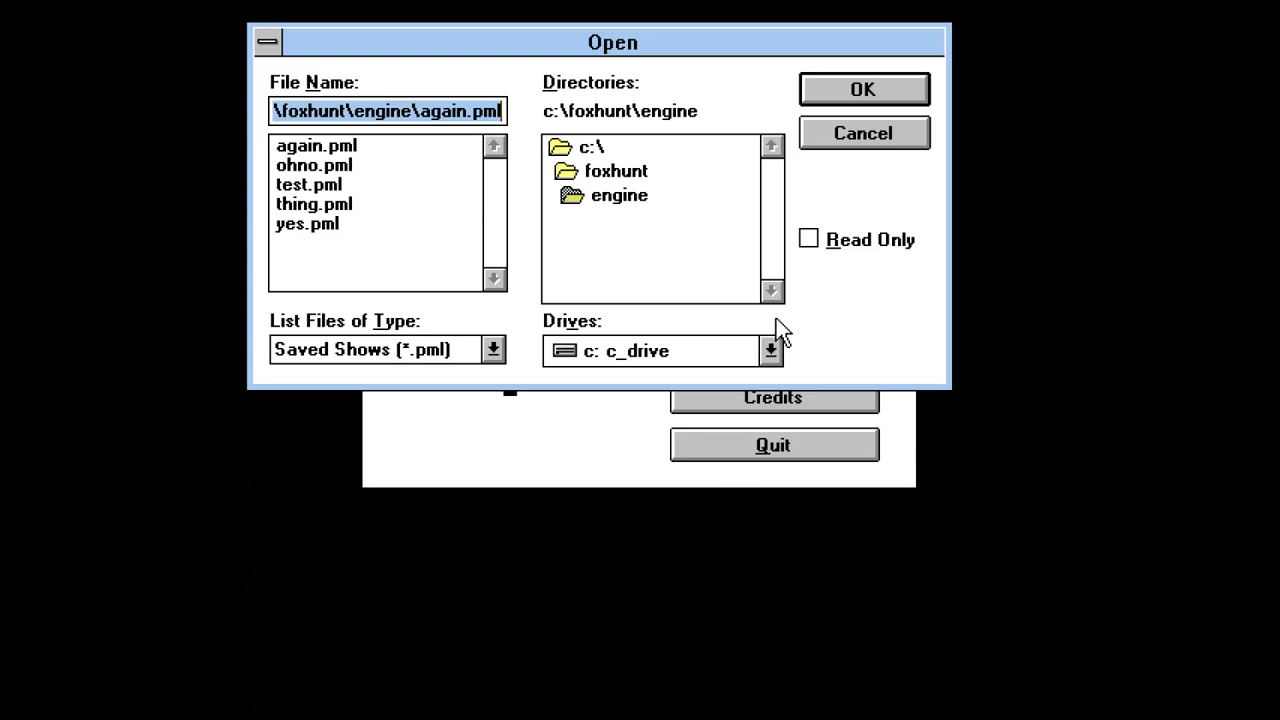 Open
File Name:
\foxhunt\engine\again.pml
again.pml
ohno.pml
test.pml
thing.pml
yes.pml
List Files of Type:
Saved Shows (*.pml)
Directories:
c:\foxhunt\engine
c:\
foxhunt
engine
Drives:
c: c_drive
OK
Cancel
Read Only
Credits
Quit